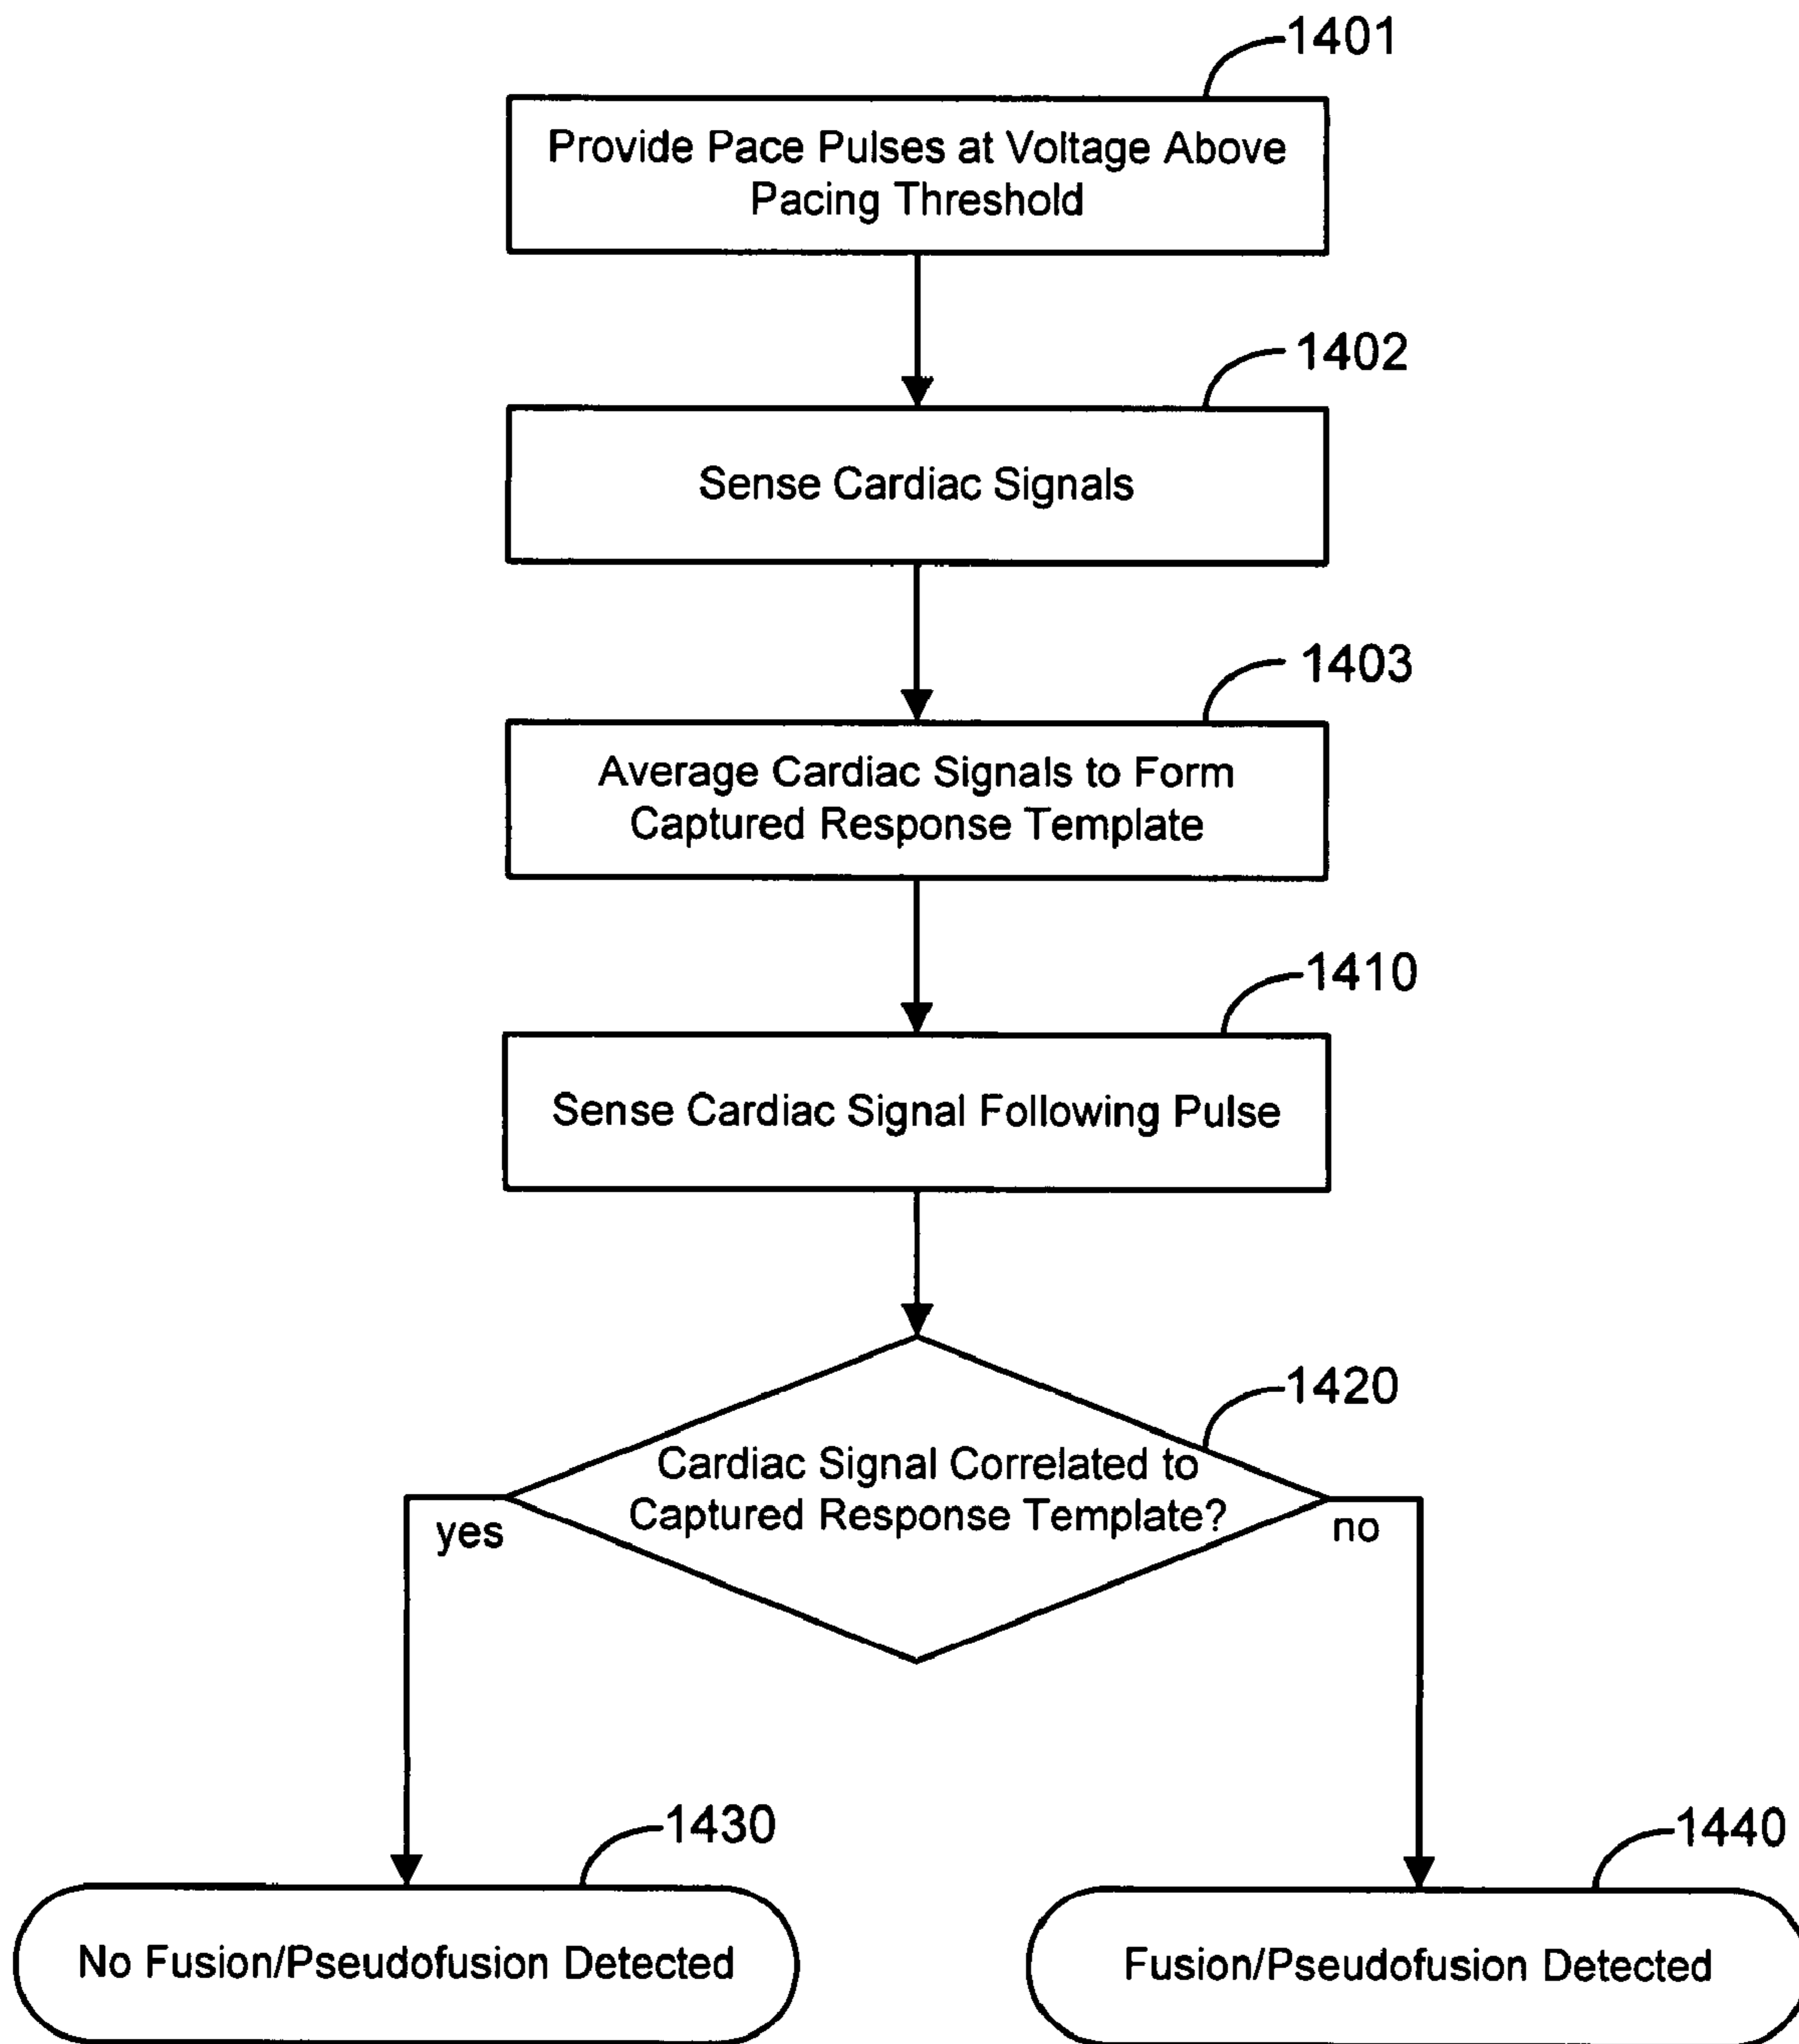 1401
Provide Pace Pulses at Voltage Above
Pacing Threshold
1402
Sense Cardiac Signals
1403
Average Cardiac Signals to Form
Captured Response Template
1410
Sense Cardiac Signal Following Pulse
1420
Cardiac Signal Correlated to
Captured Response Template?
yes
no
1430
No Fusion/Pseudofusion Detected
1440
Fusion/Pseudofusion Detected